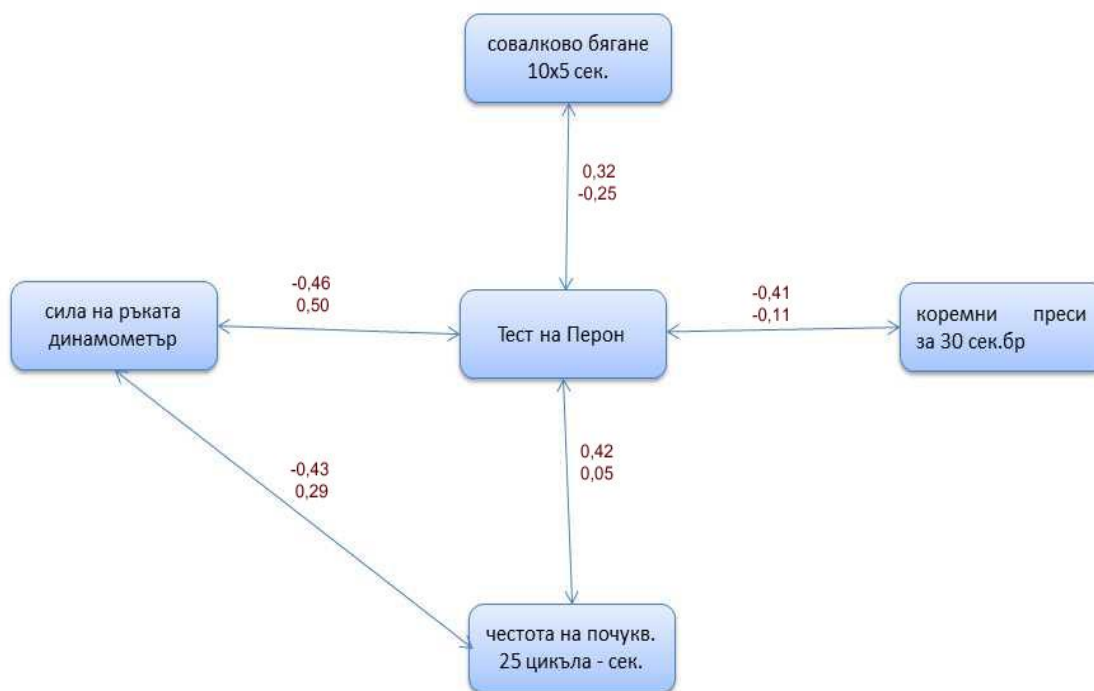 совалково бягане
10x5 сек.
0,32
-0,25
-0,46
0,50
-0,41
-0,11
сила на ръката
динамометър
Тест на Перон
коремни преси
за 30 сек.бр
0,42
0,05
-0,43
0,29
честота на почукв.
25 цикъла - сек.